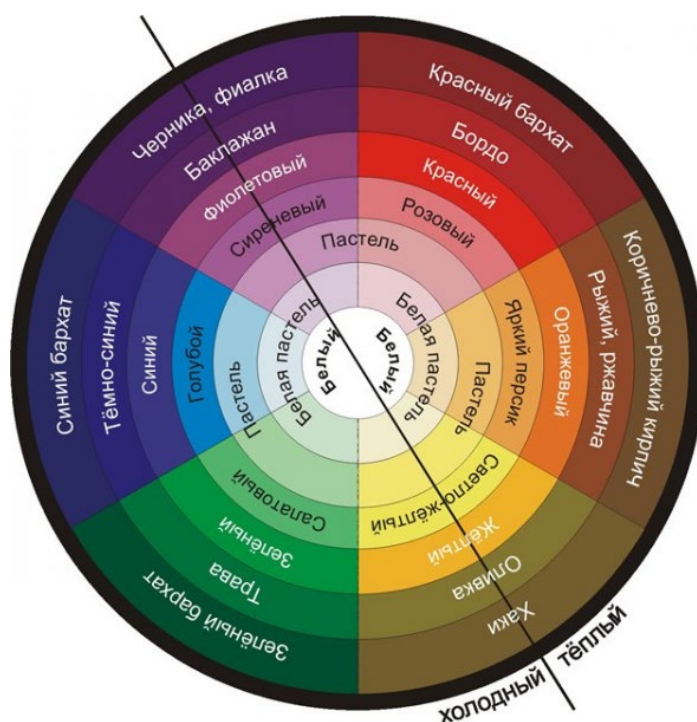 Черника, фиалка
Баклажан
Фиолетовый
Сиреневый
Пастель
Белая пастель
Белый
Красный бархат
Бордо
Красный
Розовый
Белая пастель
Белый
Коричнево-рыжий кирпич
Рыжий, ржавчина
Оранжевый
Яркий персик
Пастель
Синий бархат
Тёмно-синий
Синий
Голубой
Пастель
Светло-жёлтый
Жёлтый
Оливка
Хаки
Салатовый
Зелёный
Трава
Зелёный бархат
холодный
тёплый